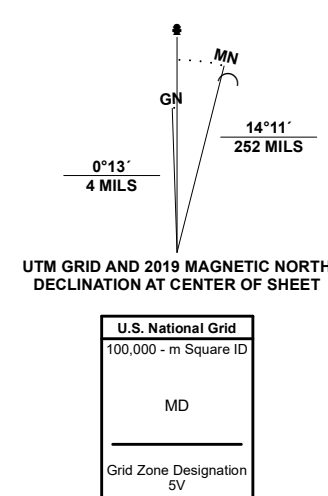 MN
GN
14°11´
252 MILS
0°13´
4 MILS
UTM GRID AND 2019 MAGNETIC NORTH
DECLINATION AT CENTER OF SHEET
U.S. National Grid
100,000 - m Square ID
MD
Grid Zone Designation
5V